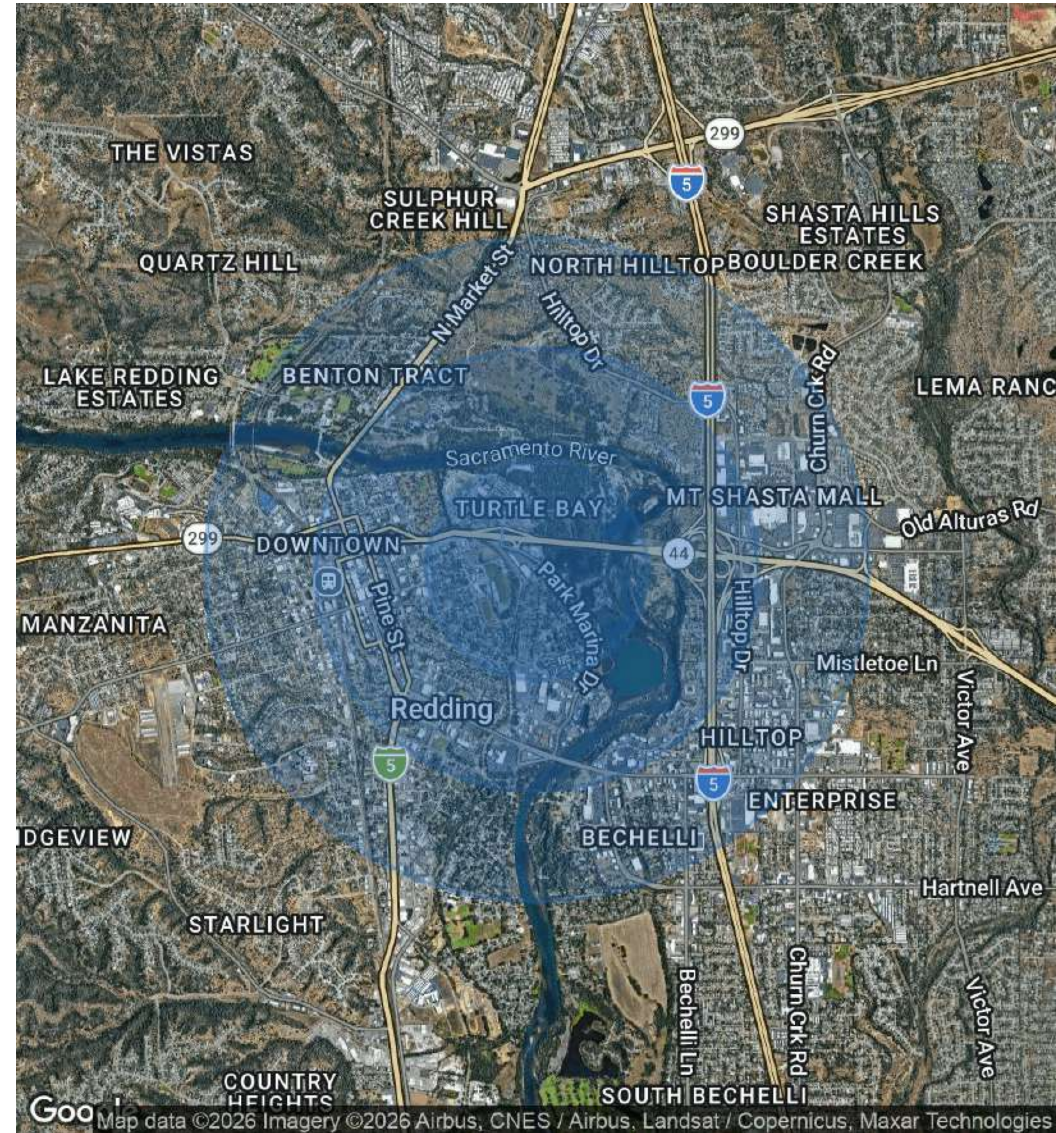 299
THE VISTAS
5
SULPHUR
CREEK HILL
SHASTA HILLS
ESTATES
QUARTZ HILL
NORTH HILLTOP
BOULDER CREEK
N Market St
Hilltop Dr
LAKE REDDING
ESTATES
BENTON TRACT
5
Churn Crk Rd
LEMA RANC
Sacramento River
MT SHASTA MALL
TURTLE BAY
Old Alturas Rd
299
DOWNTOWN
44
Pine St
Park Marina Dr
Hilltop Dr
MANZANITA
Mistletoe Ln
Victor Ave
Redding
HILLTOP
5
5
ENTERPRISE
IDGEVIEW
BECHELLI
Hartnell Ave
STARLIGHT
Bechelli Ln
Churn Crk Rd
Victor Ave
COUNTRY
HEIGHTS
SOUTH BECHELLI
Map data ©2026 Imagery ©2026 Airbus, CNES / Airbus, Landsat / Copernicus, Maxar Technologies